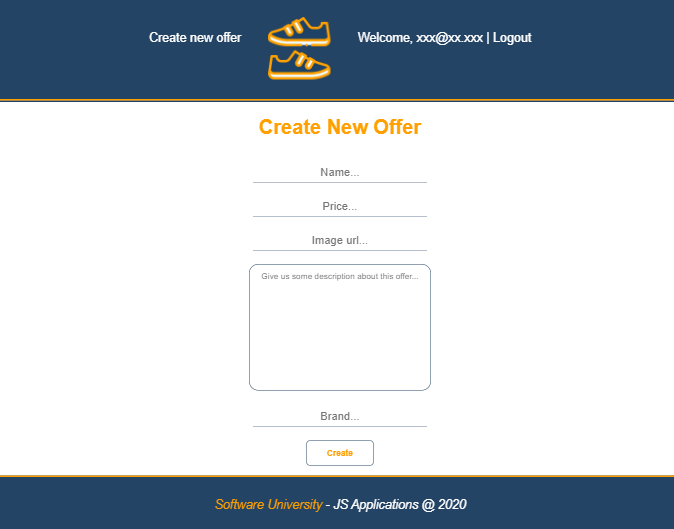 Create new offer Welcome, xxx@xx.xxx | Logout
Create New Offer
Name...
Price...
Image url...
Give us some description about this offer...
Brand...
Create
Software University - JS Applications @ 2020